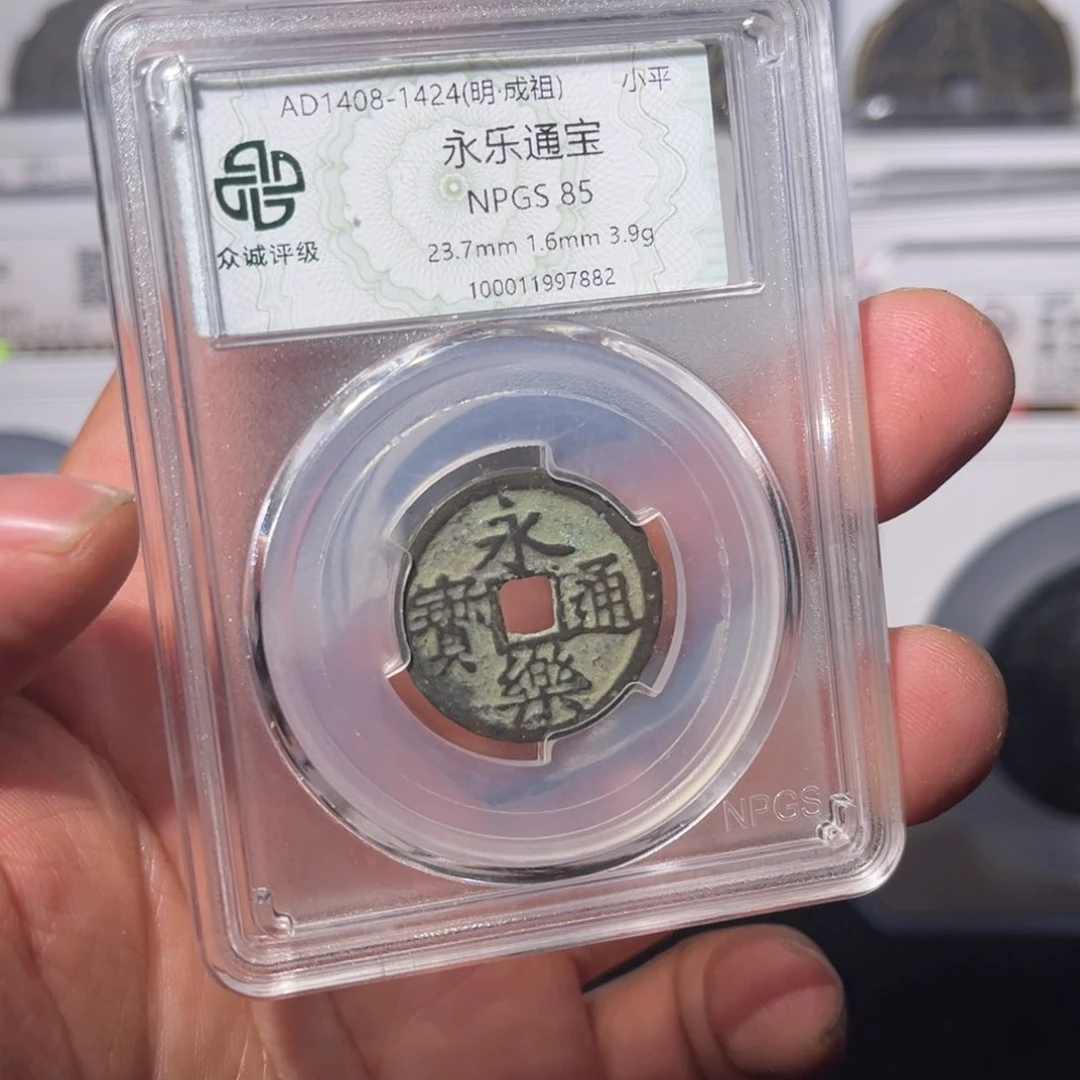 AD1408-1424(明·成祖) 小平
永乐通宝
NPGS 85
23.7mm 1.6mm 3.9g
100011997882
众诚评级
永樂通寳
NPGS